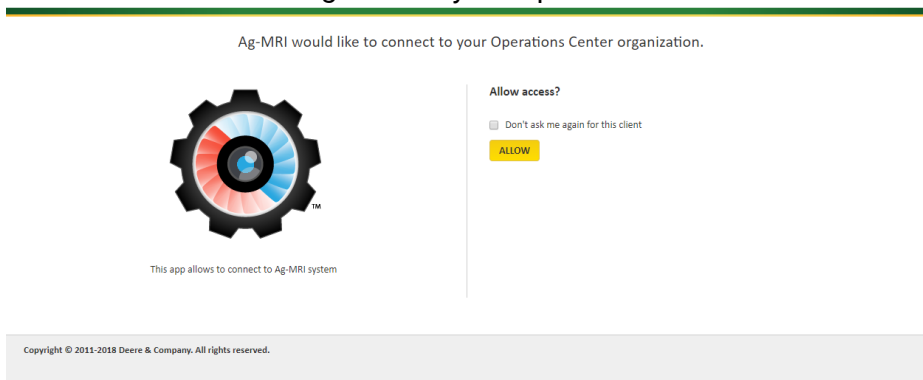 Ag-MRI would like to connect to your Operations Center organization.
Allow access?
Don't ask me again for this client
ALLOW
TM
This app allows to connect to Ag-MRI system
Copyright © 2011-2018 Deere & Company. All rights reserved.